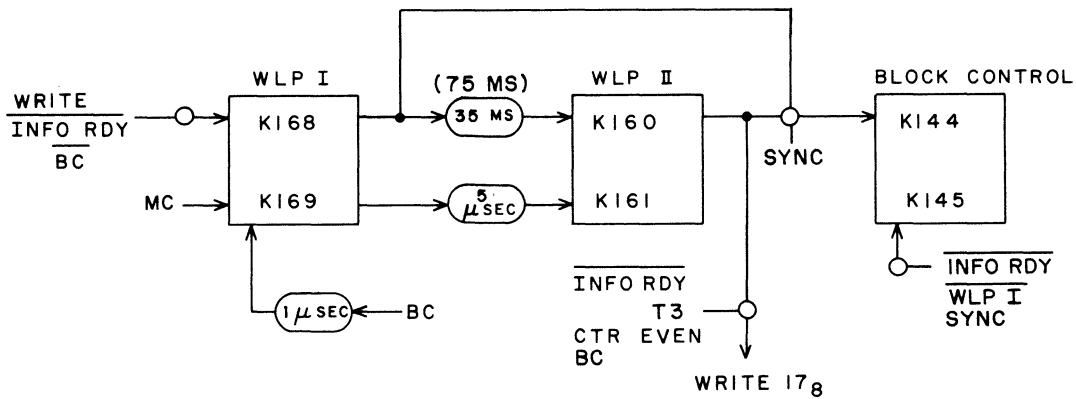 WLP I
(75 MS)
WLP II
BLOCK CONTROL
WRITE
INFO RDY
BC
K168
35 MS
K160
K144
SYNC
MC
K169
5
μSEC
K161
K145
1 μSEC
BC
INFO RDY
T3
CTR EVEN
BC
INFO RDY
WLP I
SYNC
WRITE 17₈